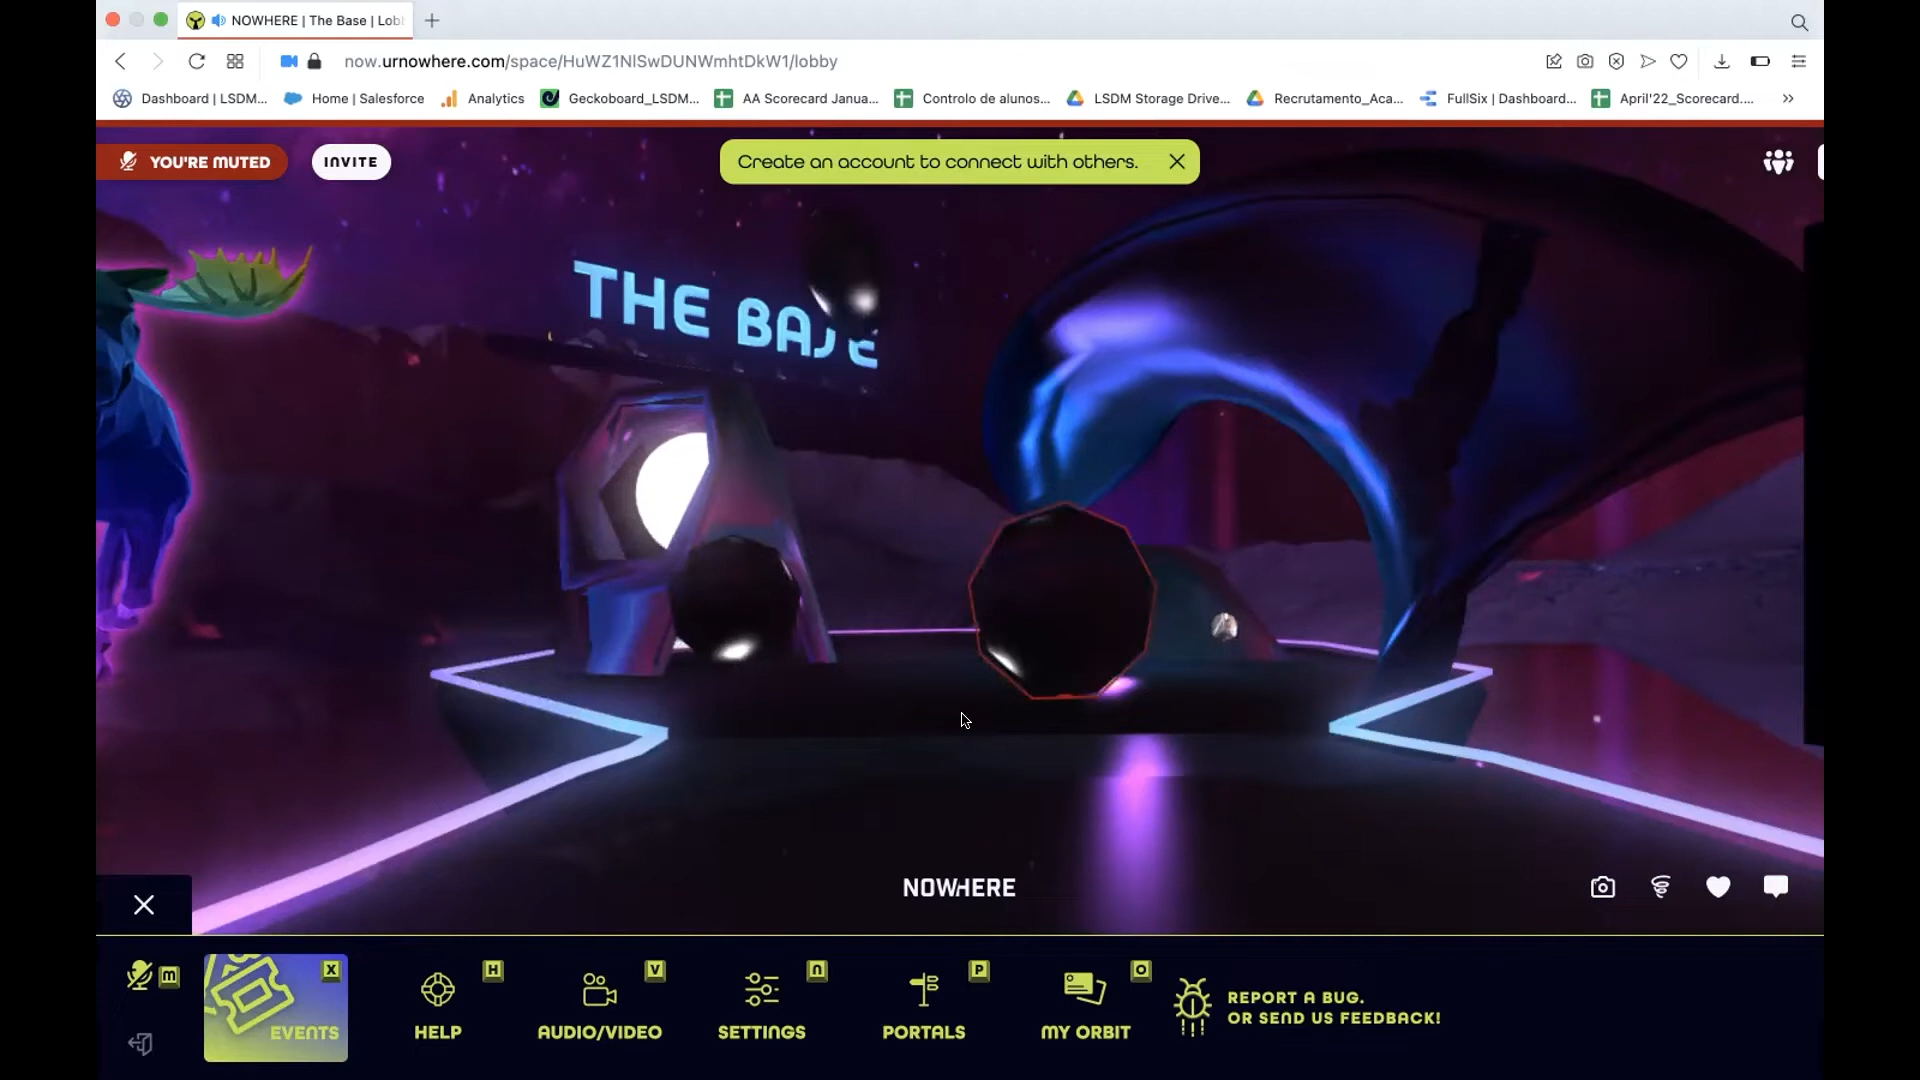 NOWHERE | The Base | Lob
now.urnowhere.com/space/HuWZ1NlSwDUNWmhtDkW1/lobby
Dashboard | LSDM...
Home | Salesforce
Analytics
Geckoboard_LSDM...
AA Scorecard Janua...
Controlo de alunos...
LSDM Storage Drive...
Recrutamento_Aca...
FullSix | Dashboard...
April'22_Scorecard....
YOU'RE MUTED
INVITE
Create an account to connect with others.
THE BASE
NOWHERE
M
X
EVENTS
H
HELP
V
AUDIO/VIDEO
N
SETTINGS
P
PORTALS
O
MY ORBIT
REPORT A BUG.
OR SEND US FEEDBACK!